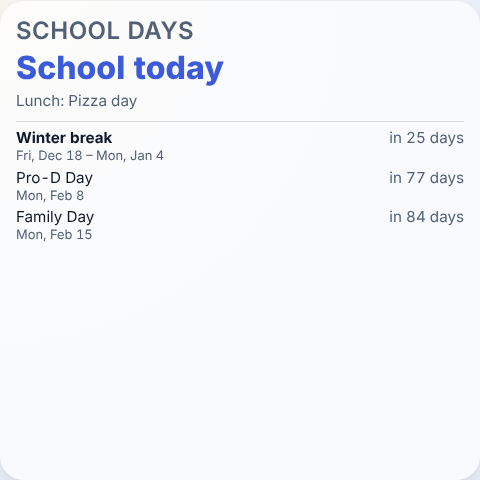 SCHOOL DAYS
School today
Lunch: Pizza day
Winter break
in 25 days
Fri, Dec 18 – Mon, Jan 4
Pro-D Day
in 77 days
Mon, Feb 8
Family Day
in 84 days
Mon, Feb 15